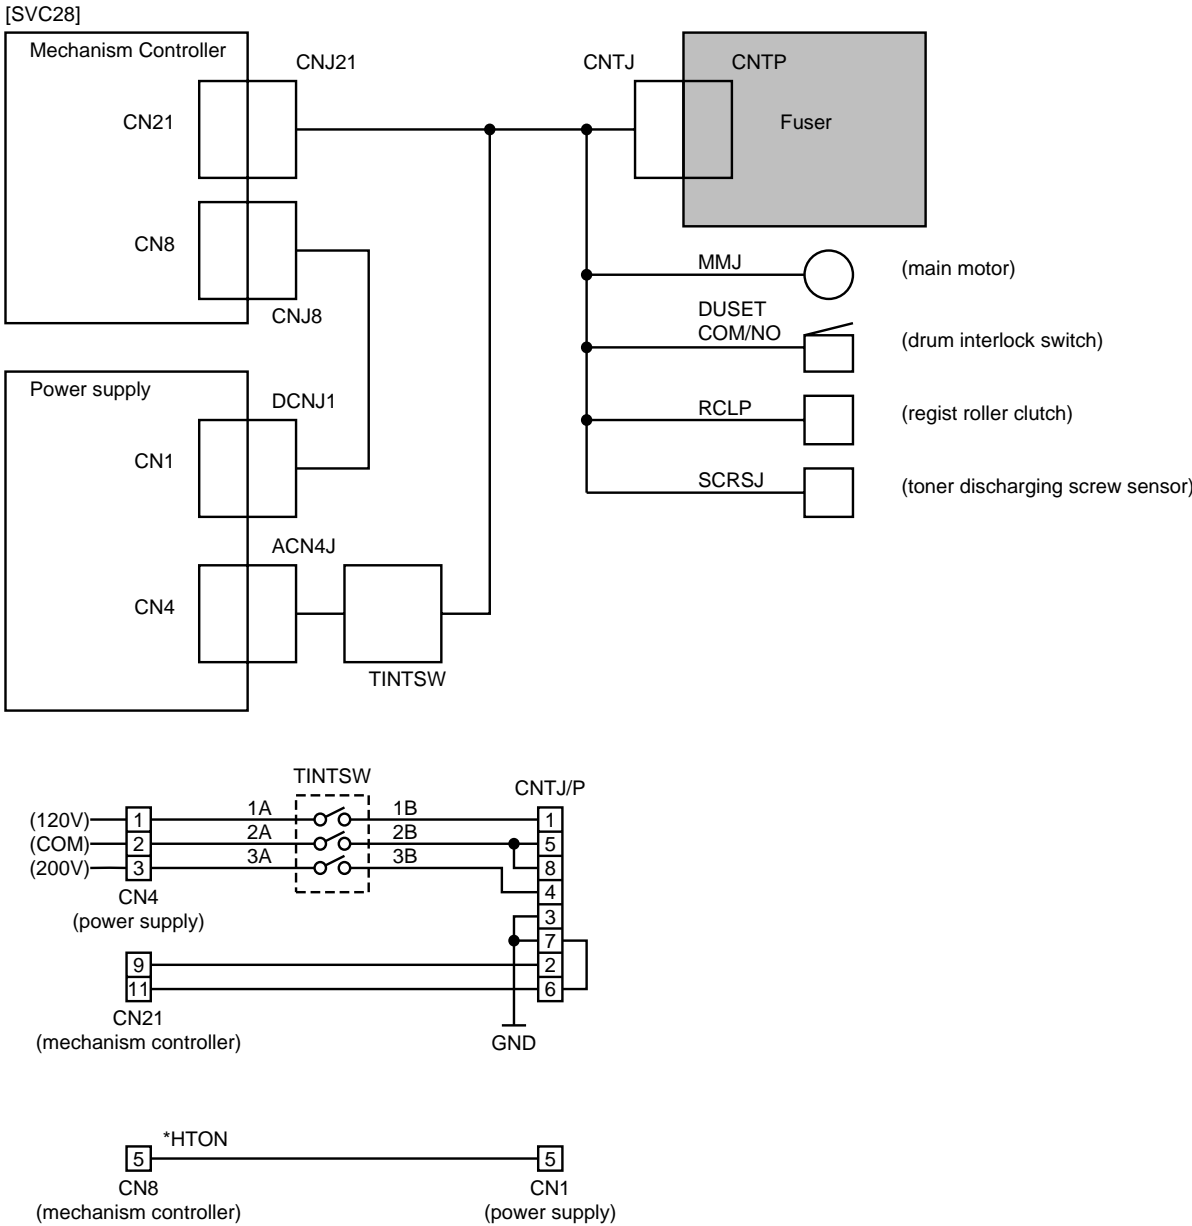 [SVC28]
Mechanism Controller
CNJ21
CNTJ
CNTP
CN21
Fuser
CN8
CNJ8
MMJ
(main motor)
DUSET
COM/NO
(drum interlock switch)
Power supply
DCNJ1
RCLP
(regist roller clutch)
CN1
SCRSJ
(toner discharging screw sensor)
ACN4J
CN4
TINTSW
TINTSW
CNTJ/P
(120V) 1 1A 1B 1
(COM) 2 2A 2B 5
(200V) 3 3A 3B 8
CN4
4
(power supply)
3
7
9 2
11 6
CN21
(mechanism controller)
GND
*HTON
5 5
CN8
CN1
(mechanism controller)
(power supply)